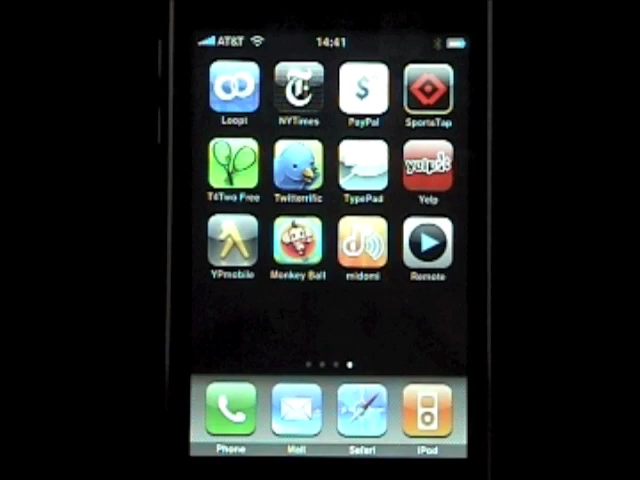 AT&T 14:41
Loopt NYTimes PayPal SportsTap
$
T4Two Free Twitterrific TypePad Yelp
yelp
YPmobile Monkey Ball midomi Remote
Phone Mail Safari iPod